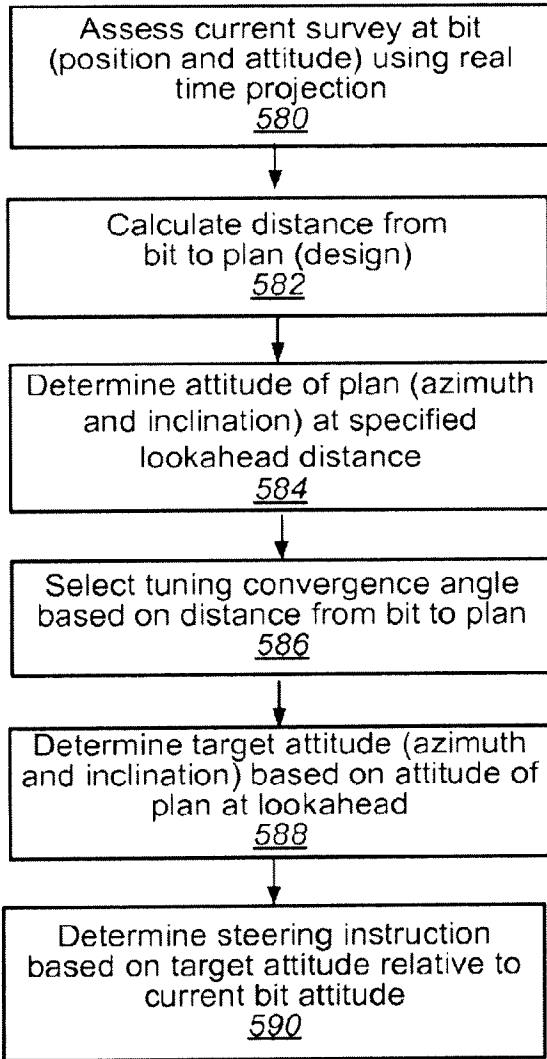 Assess current survey at bit
(position and attitude) using real
time projection
580
Calculate distance from
bit to plan (design)
582
Determine attitude of plan (azimuth
and inclination) at specified
lookahead distance
584
Select tuning convergence angle
based on distance from bit to plan
586
Determine target attitude (azimuth
and inclination) based on attitude of
plan at lookahead
588
Determine steering instruction
based on target attitude relative to
current bit attitude
590